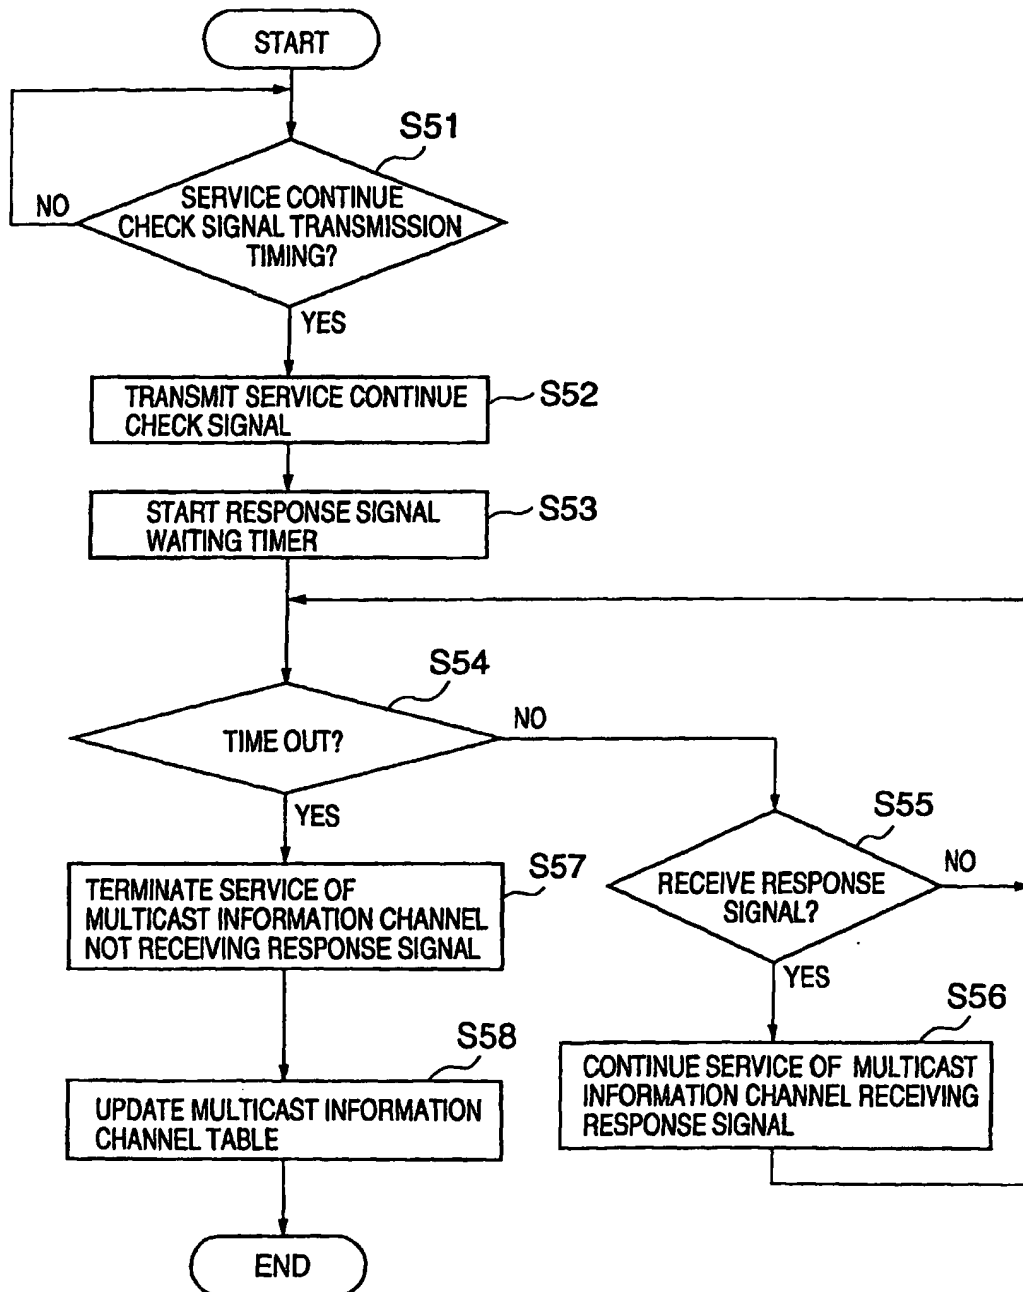 START
S51
NO
SERVICE CONTINUE
CHECK SIGNAL TRANSMISSION
TIMING?
YES
TRANSMIT SERVICE CONTINUE
CHECK SIGNAL
S52
START RESPONSE SIGNAL
WAITING TIMER
S53
S54
TIME OUT?
NO
YES
S55
RECEIVE RESPONSE
SIGNAL?
NO
YES
S57
TERMINATE SERVICE OF
MULTICAST INFORMATION CHANNEL
NOT RECEIVING RESPONSE SIGNAL
S56
CONTINUE SERVICE OF MULTICAST
INFORMATION CHANNEL RECEIVING
RESPONSE SIGNAL
S58
UPDATE MULTICAST INFORMATION
CHANNEL TABLE
END